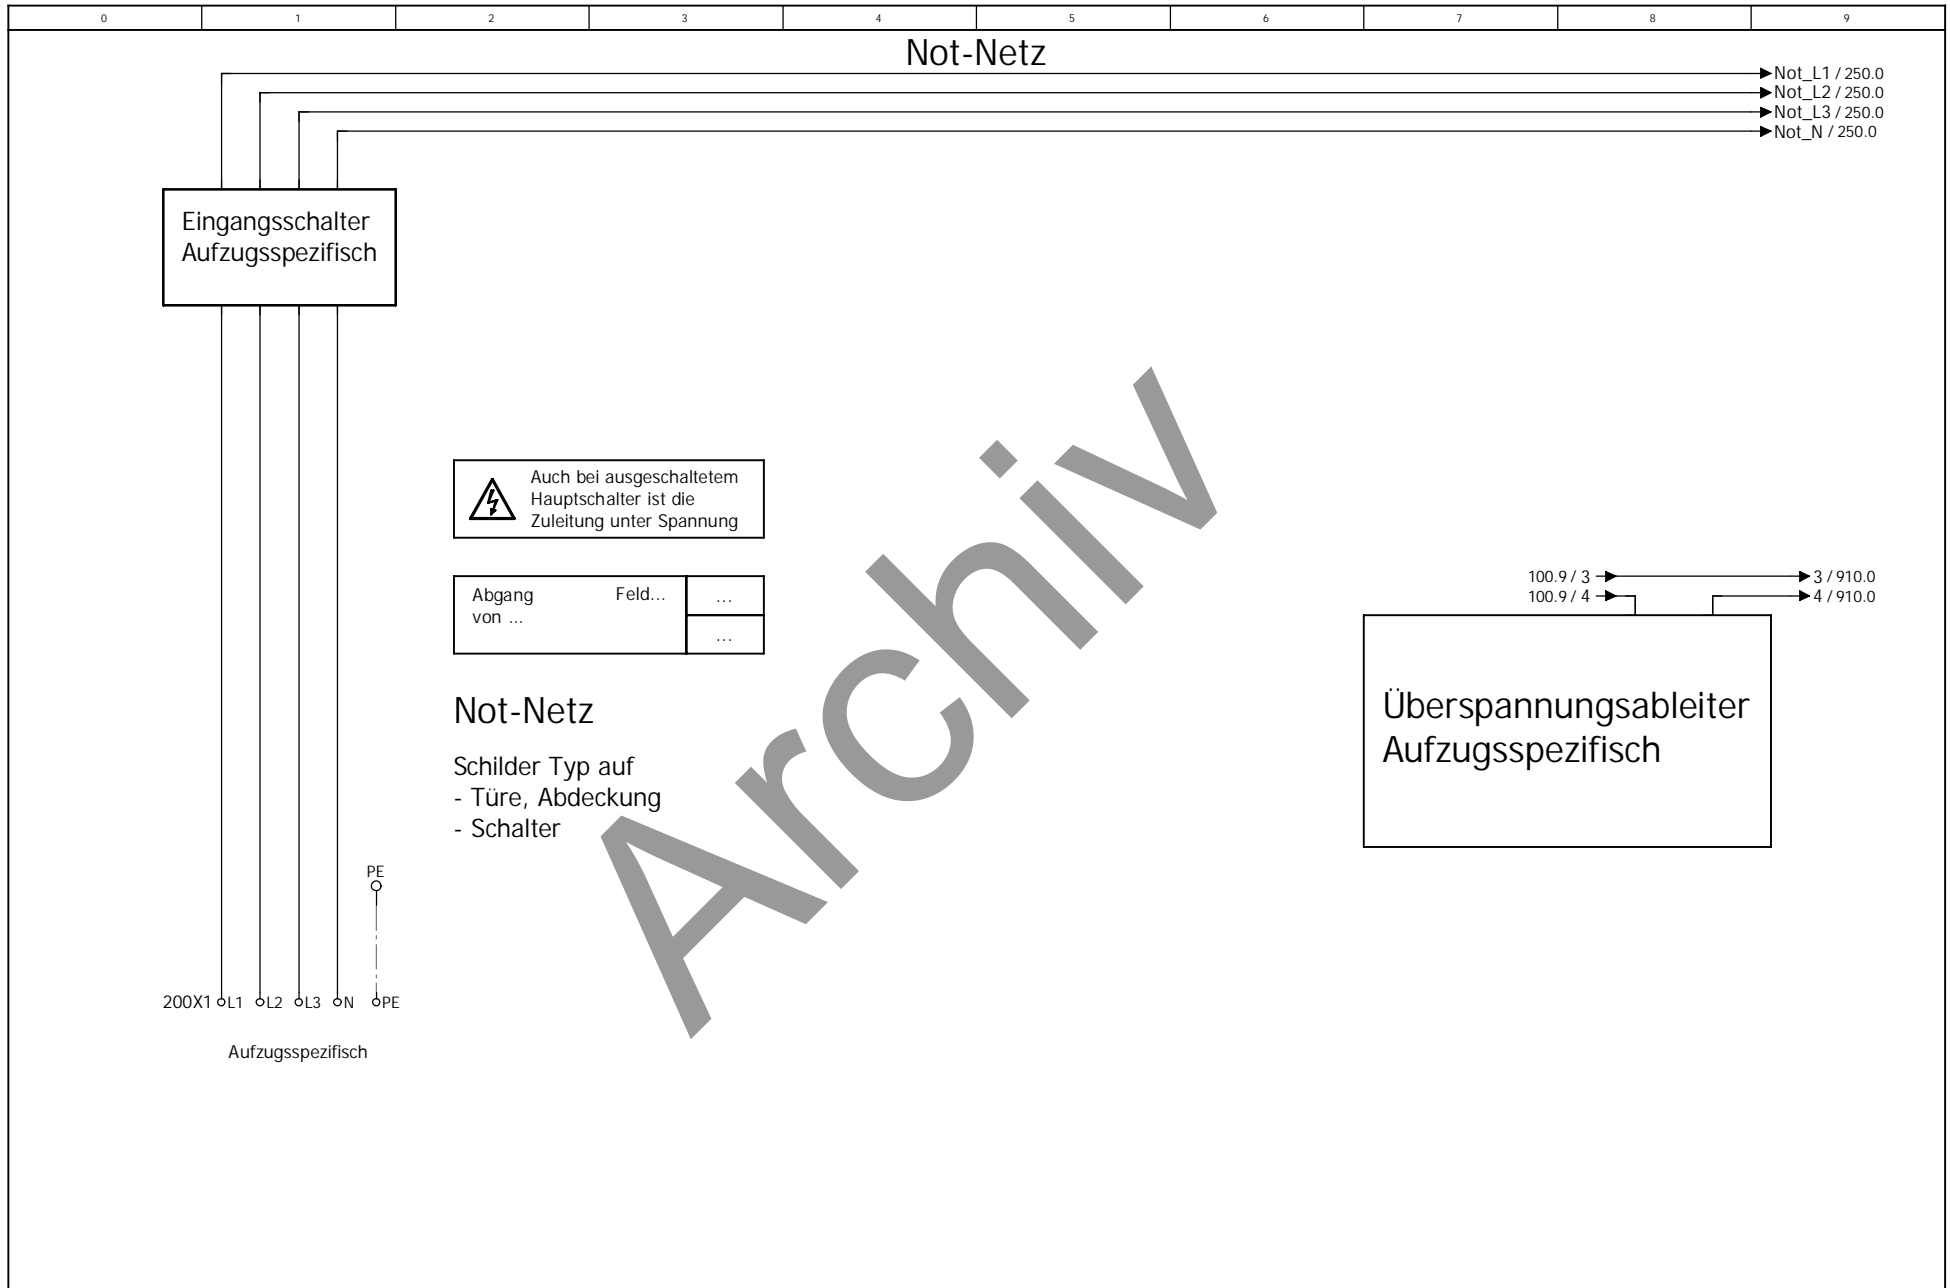 0 1 2 3 4 5 6 7 8 9
Not-Netz
Not_L1 / 250.0
Not_L2 / 250.0
Not_L3 / 250.0
Not_N / 250.0
Eingangsschalter
Aufzugsspezifisch
Auch bei ausgeschaltetem
Hauptschalter ist die
Zuleitung unter Spannung
Abgang Feld... ...
von ...
...
Not-Netz
Schilder Typ auf
- Türe, Abdeckung
- Schalter
100.9 / 3 3 / 910.0
100.9 / 4 4 / 910.0
Überspannungsableiter
Aufzugsspezifisch
PE
200X1 L1 L2 L3 N PE
Aufzugsspezifisch
Archiv